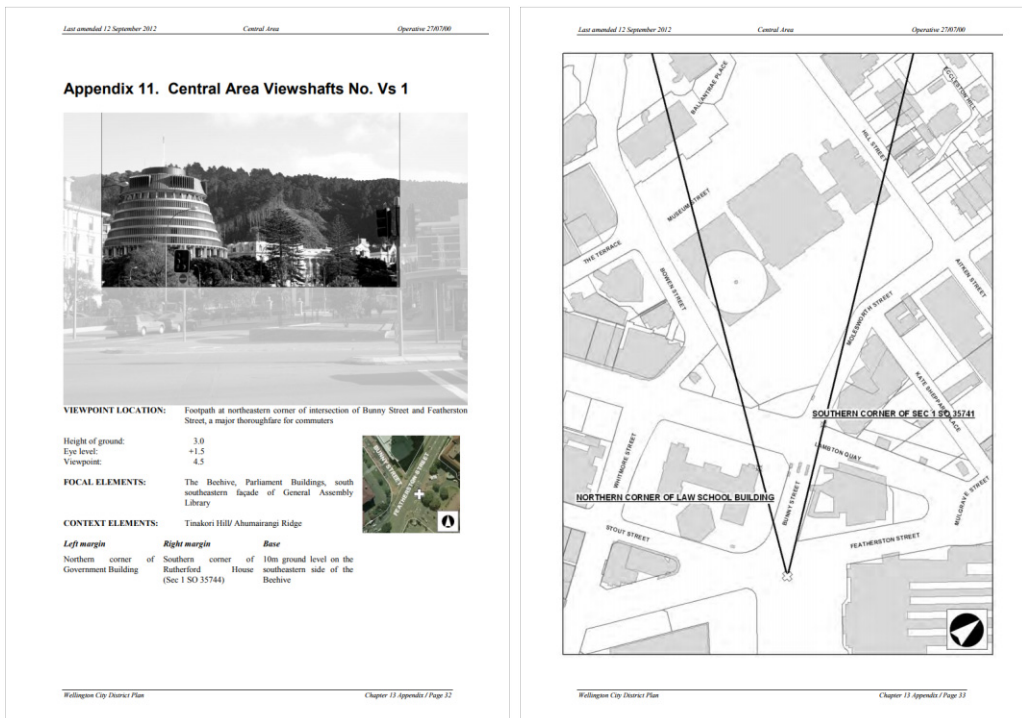 Last amended 12 September 2012 Central Area Operative 27/07/00
Appendix 11. Central Area Viewshafts No. Vs 1
VIEWPOINT LOCATION: Footpath at northeastern corner of intersection of Bunny Street and Featherston
Street, a major thoroughfare for commuters
Height of ground: 3.0
Eye level: +1.5
Viewpoint: 4.5
BUNNY STREET
FEATHERSTON STREET
FOCAL ELEMENTS: The Beehive, Parliament Buildings, south
southeastern façade of General Assembly
Library
CONTEXT ELEMENTS: Tinakori Hill/ Ahumairangi Ridge
Left margin Right margin Base
Northern corner of Southern corner of 10m ground level on the
Government Building Rutherford House southeastern side of the
(Sec 1 SO 35744) Beehive
Wellington City District Plan Chapter 13 Appendix / Page 32
Last amended 12 September 2012 Central Area Operative 27/07/00
BALLANTRAE PLACE
ECCLESTON HILL
HILL STREET
MUSEUM STREET
THE TERRACE
BOWEN STREET
AITKEN STREET
MOLESWORTH STREET
KATE SHEPPARD PLACE
SOUTHERN CORNER OF SEC 1 SO 35741
LAMBTON QUAY
WHITMORE STREET
MULGRAVE STREET
NORTHERN CORNER OF LAW SCHOOL BUILDING
BUNNY STREET
STOUT STREET
FEATHERSTON STREET
Wellington City District Plan Chapter 13 Appendix / Page 33